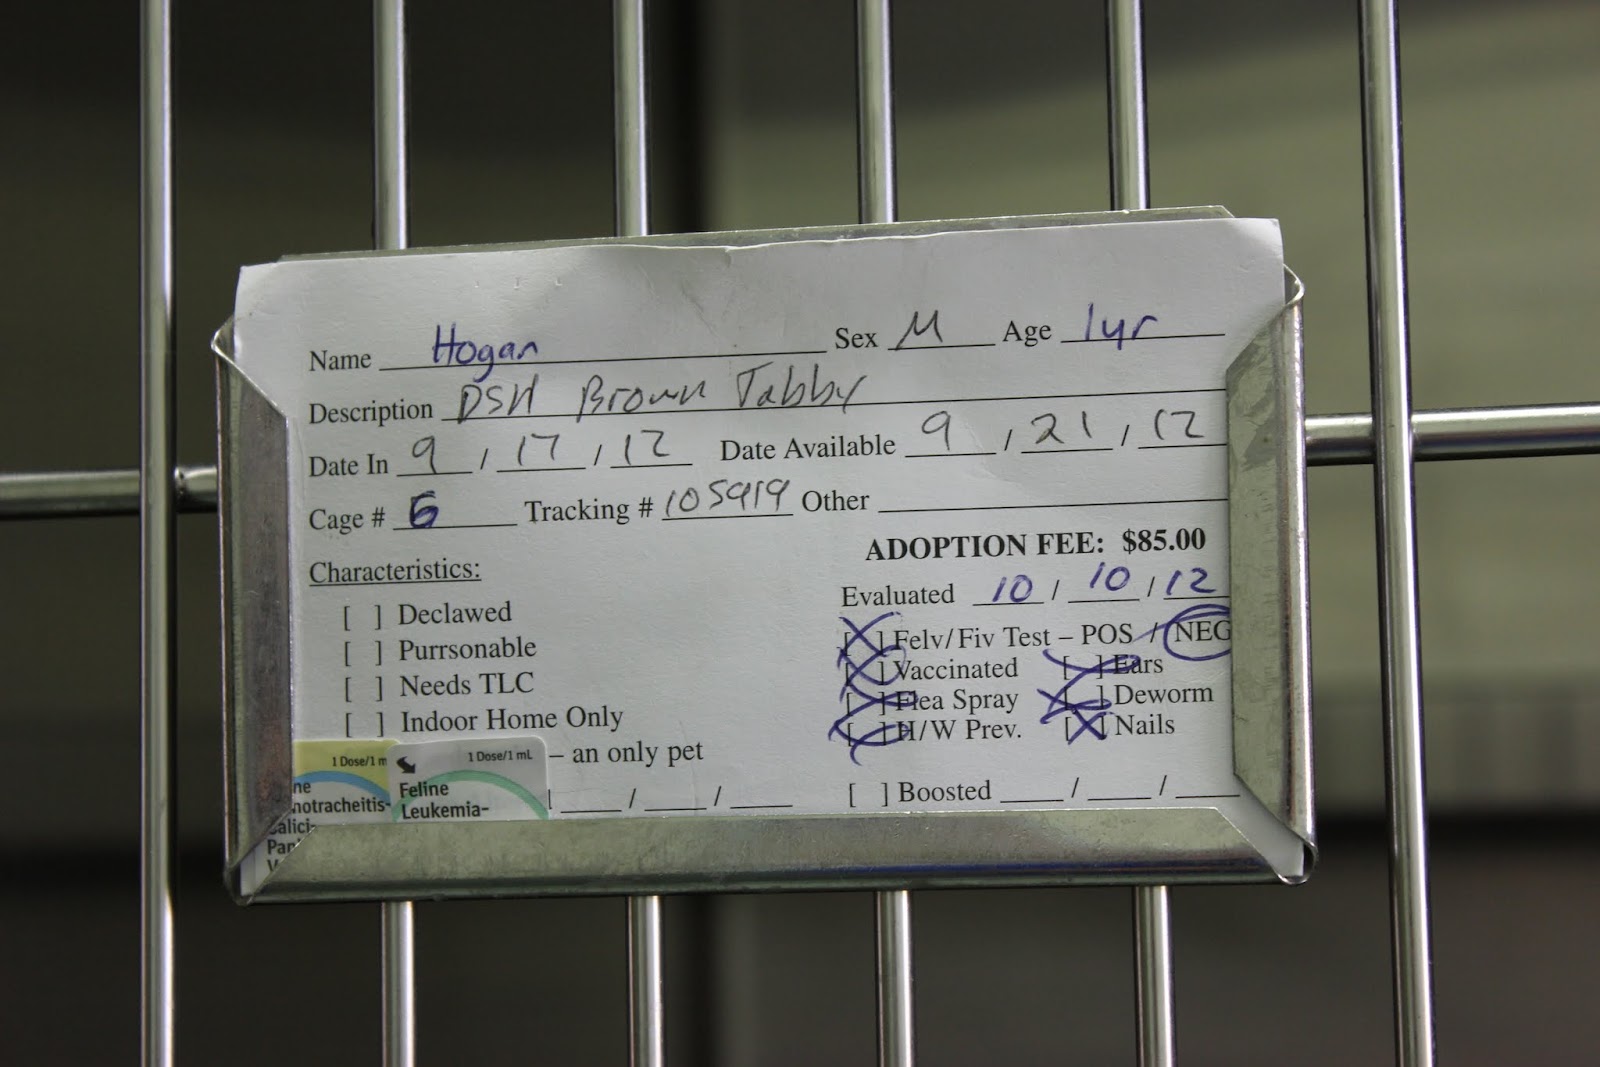 Name Hogan Sex M Age 1yr
Description DSH Brown Tabby
Date In 9 / 17 / 12 Date Available 9 / 21 / 12
Cage # 6 Tracking # 105919 Other
ADOPTION FEE: $85.00
Characteristics:
Evaluated 10 / 10 / 12
[ ] Declawed
[X] Felv/Fiv Test – POS / NEG
[ ] Purrsonable
[X] Vaccinated [X] Ears
[ ] Needs TLC
[X] Flea Spray [X] Deworm
[ ] Indoor Home Only
[X] H/W Prev. [X] Nails
– an only pet
[ ] Boosted / /
/ /
1 Dose/1 m
1 Dose/1 mL
Feline
Leukemia-